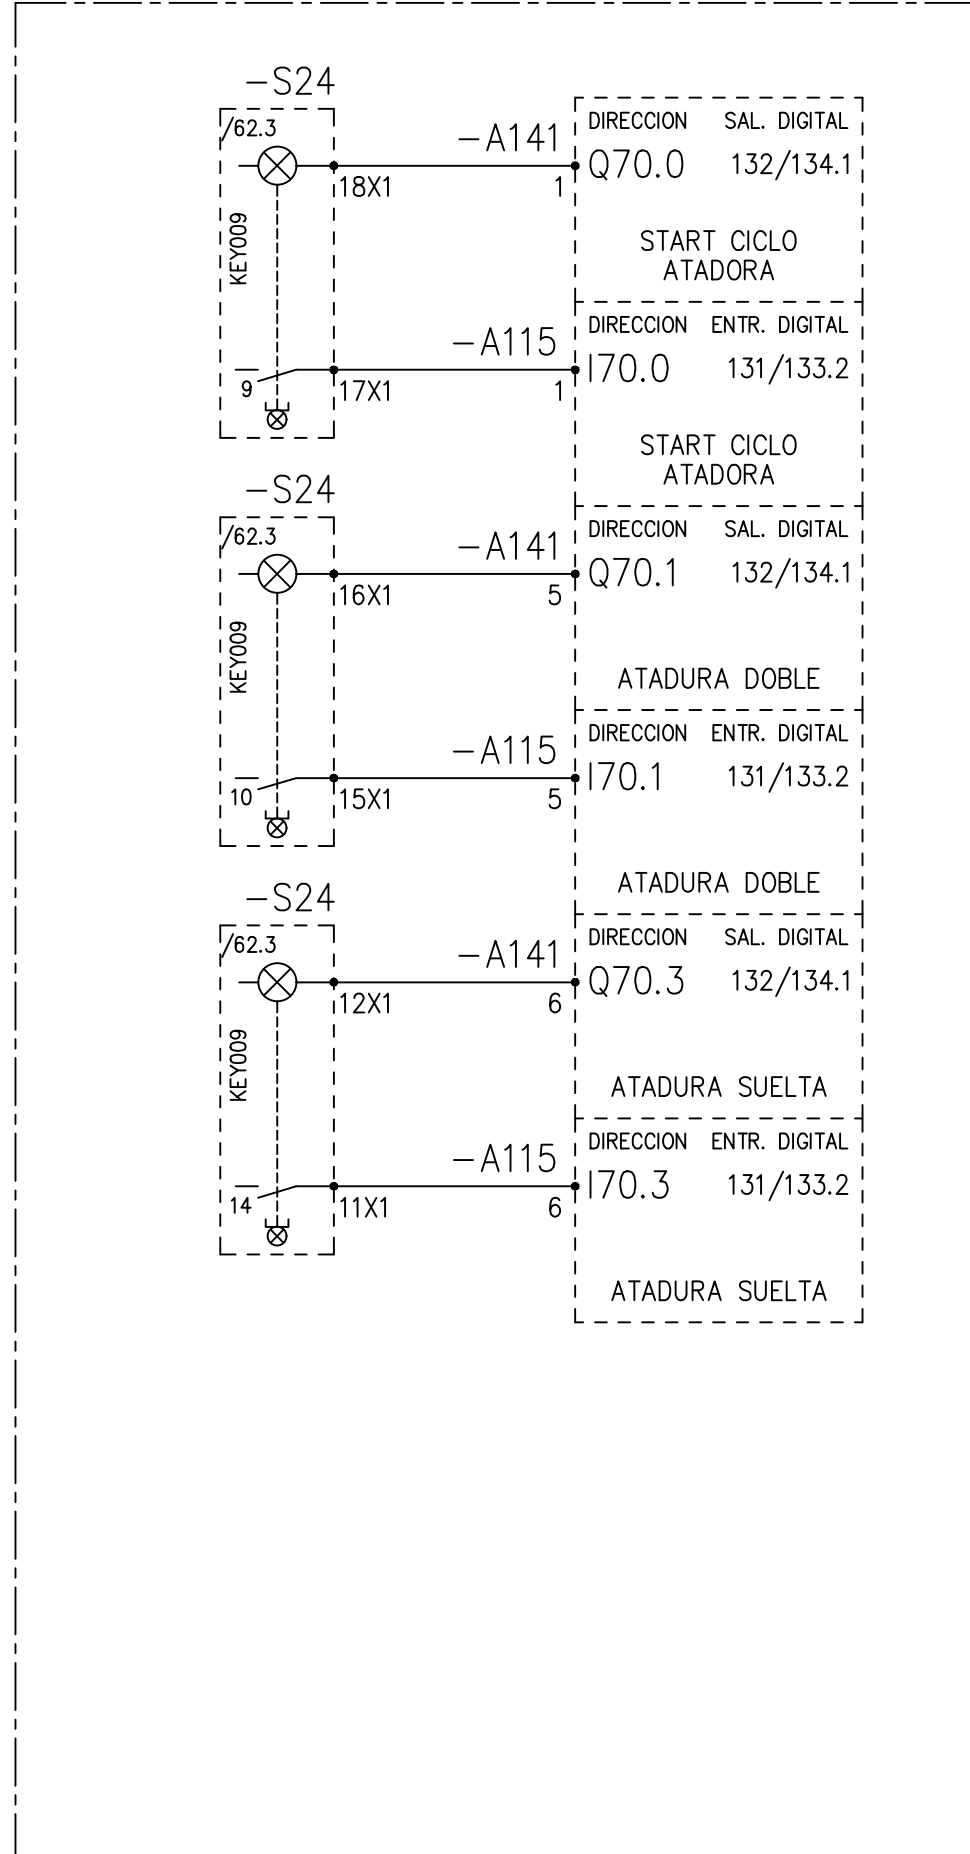 -S24
/62.3
KEY009
18X1
-A141
1
DIRECCION SAL. DIGITAL
Q70.0 132/134.1
START CICLO
ATADORA
9
17X1
-A115
1
DIRECCION ENTR. DIGITAL
I70.0 131/133.2
START CICLO
ATADORA
-S24
/62.3
KEY009
16X1
-A141
5
DIRECCION SAL. DIGITAL
Q70.1 132/134.1
ATADURA DOBLE
10
15X1
-A115
5
DIRECCION ENTR. DIGITAL
I70.1 131/133.2
ATADURA DOBLE
-S24
/62.3
KEY009
12X1
-A141
6
DIRECCION SAL. DIGITAL
Q70.3 132/134.1
ATADURA SUELTA
14
11X1
-A115
6
DIRECCION ENTR. DIGITAL
I70.3 131/133.2
ATADURA SUELTA